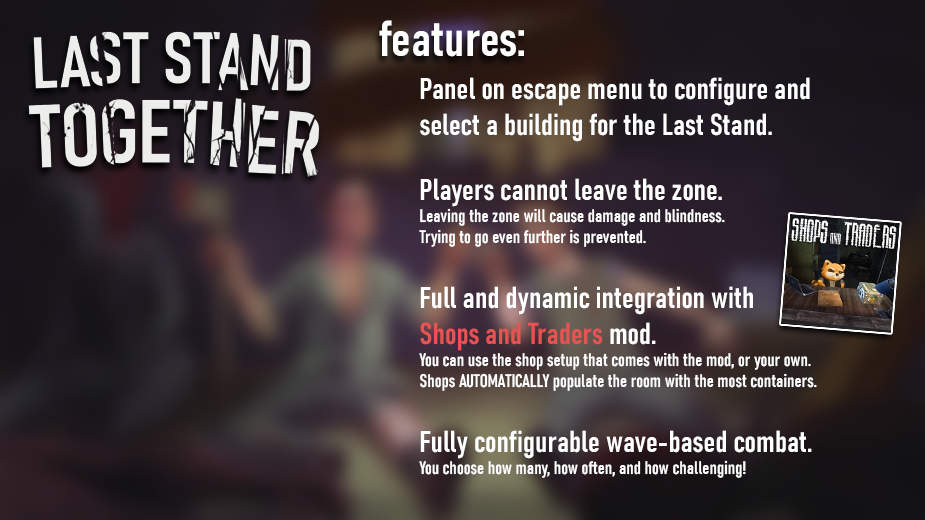 LAST STAND
TOGETHER
features:
Panel on escape menu to configure and
select a building for the Last Stand.
Players cannot leave the zone.
Leaving the zone will cause damage and blindness.
Trying to go even further is prevented.
Full and dynamic integration with
Shops and Traders mod.
You can use the shop setup that comes with the mod, or your own.
Shops AUTOMATICALLY populate the room with the most containers.
SHOPS AND TRADERS
Fully configurable wave-based combat.
You choose how many, how often, and how challenging!